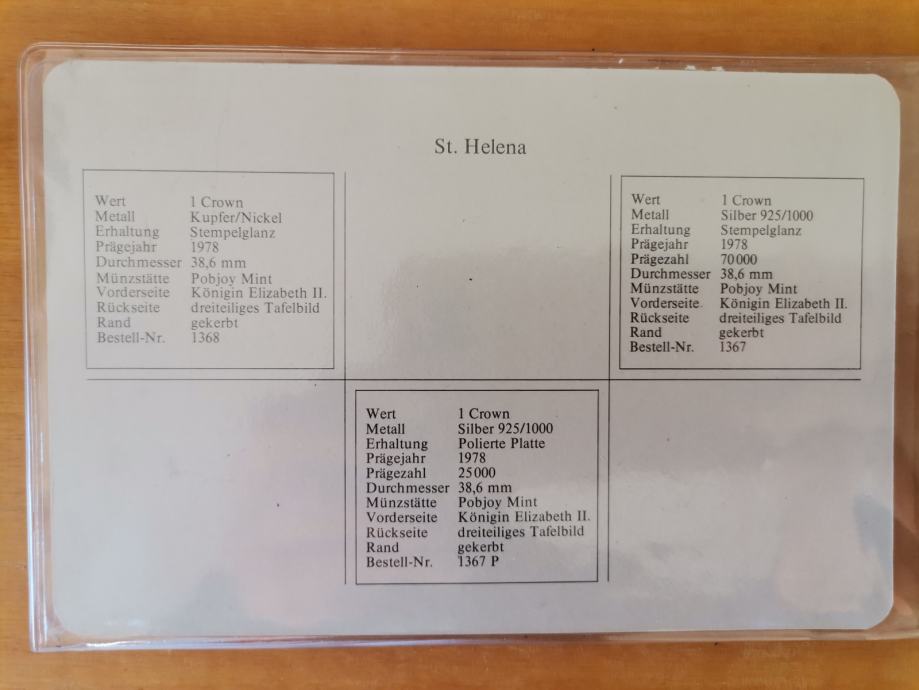 St. Helena
Wert 1 Crown
Metall Kupfer/Nickel
Erhaltung Stempelglanz
Prägejahr 1978
Durchmesser 38,6 mm
Münzstätte Pobjoy Mint
Vorderseite Königin Elizabeth II.
Rückseite dreiteiliges Tafelbild
Rand gekerbt
Bestell-Nr. 1368
Wert 1 Crown
Metall Silber 925/1000
Erhaltung Stempelglanz
Prägejahr 1978
Prägezahl 70000
Durchmesser 38,6 mm
Münzstätte Pobjoy Mint
Vorderseite Königin Elizabeth II.
Rückseite dreiteiliges Tafelbild
Rand gekerbt
Bestell-Nr. 1367
Wert 1 Crown
Metall Silber 925/1000
Erhaltung Polierte Platte
Prägejahr 1978
Prägezahl 25000
Durchmesser 38,6 mm
Münzstätte Pobjoy Mint
Vorderseite Königin Elizabeth II.
Rückseite dreiteiliges Tafelbild
Rand gekerbt
Bestell-Nr. 1367 P